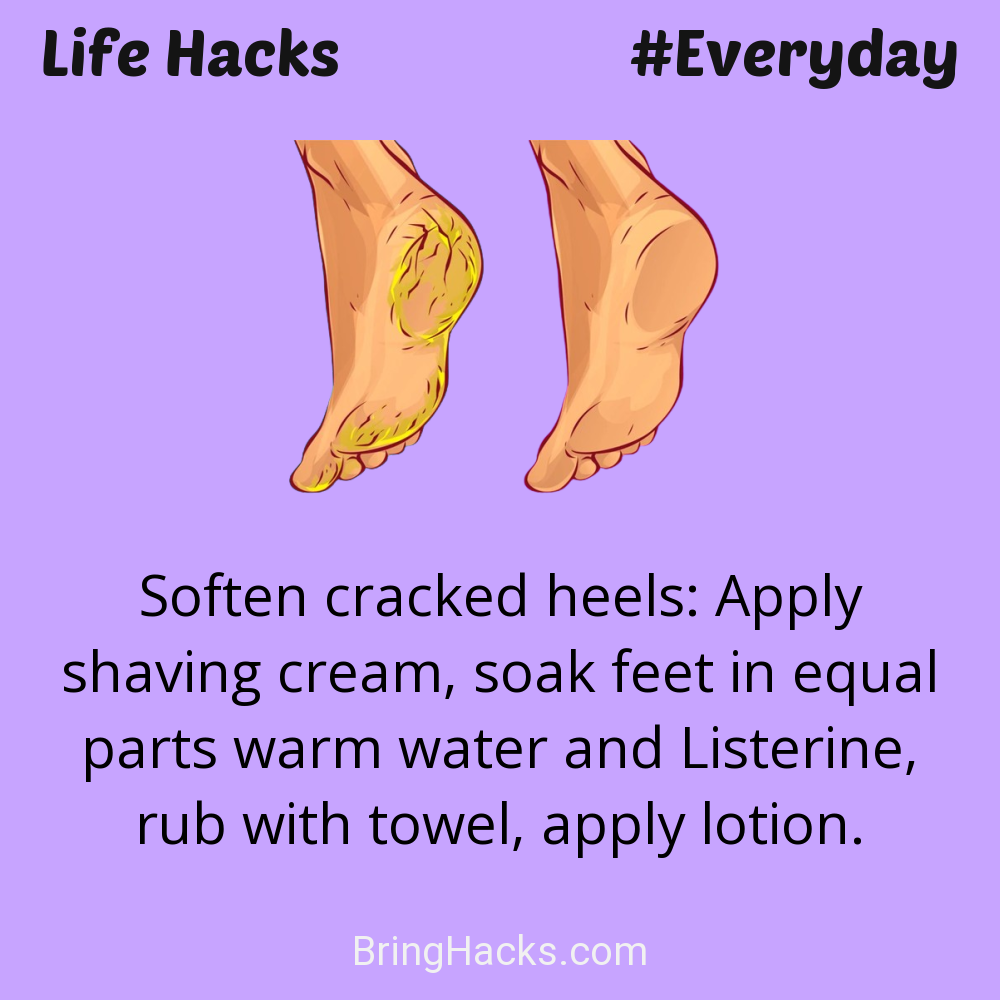 Life Hacks
#Everyday
Soften cracked heels: Apply
shaving cream, soak feet in equal
parts warm water and Listerine,
rub with towel, apply lotion.
BringHacks.com